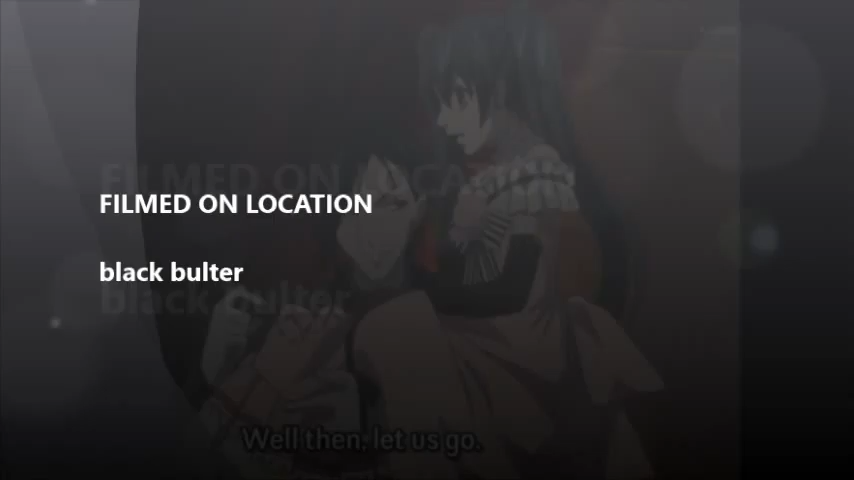 FILMED ON LOCATION
black bulter
Well then, let us go.